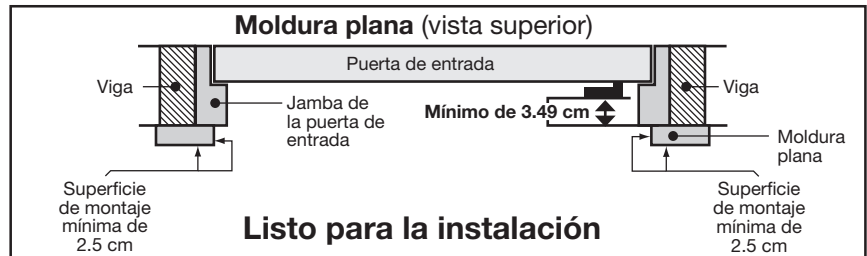 Moldura plana (vista superior)
Puerta de entrada
Viga
Viga
Jamba de
la puerta de
entrada
Mínimo de 3.49 cm
Moldura
plana
Superficie
de montaje
mínima de
2.5 cm
Superficie
de montaje
mínima de
2.5 cm
Listo para la instalación